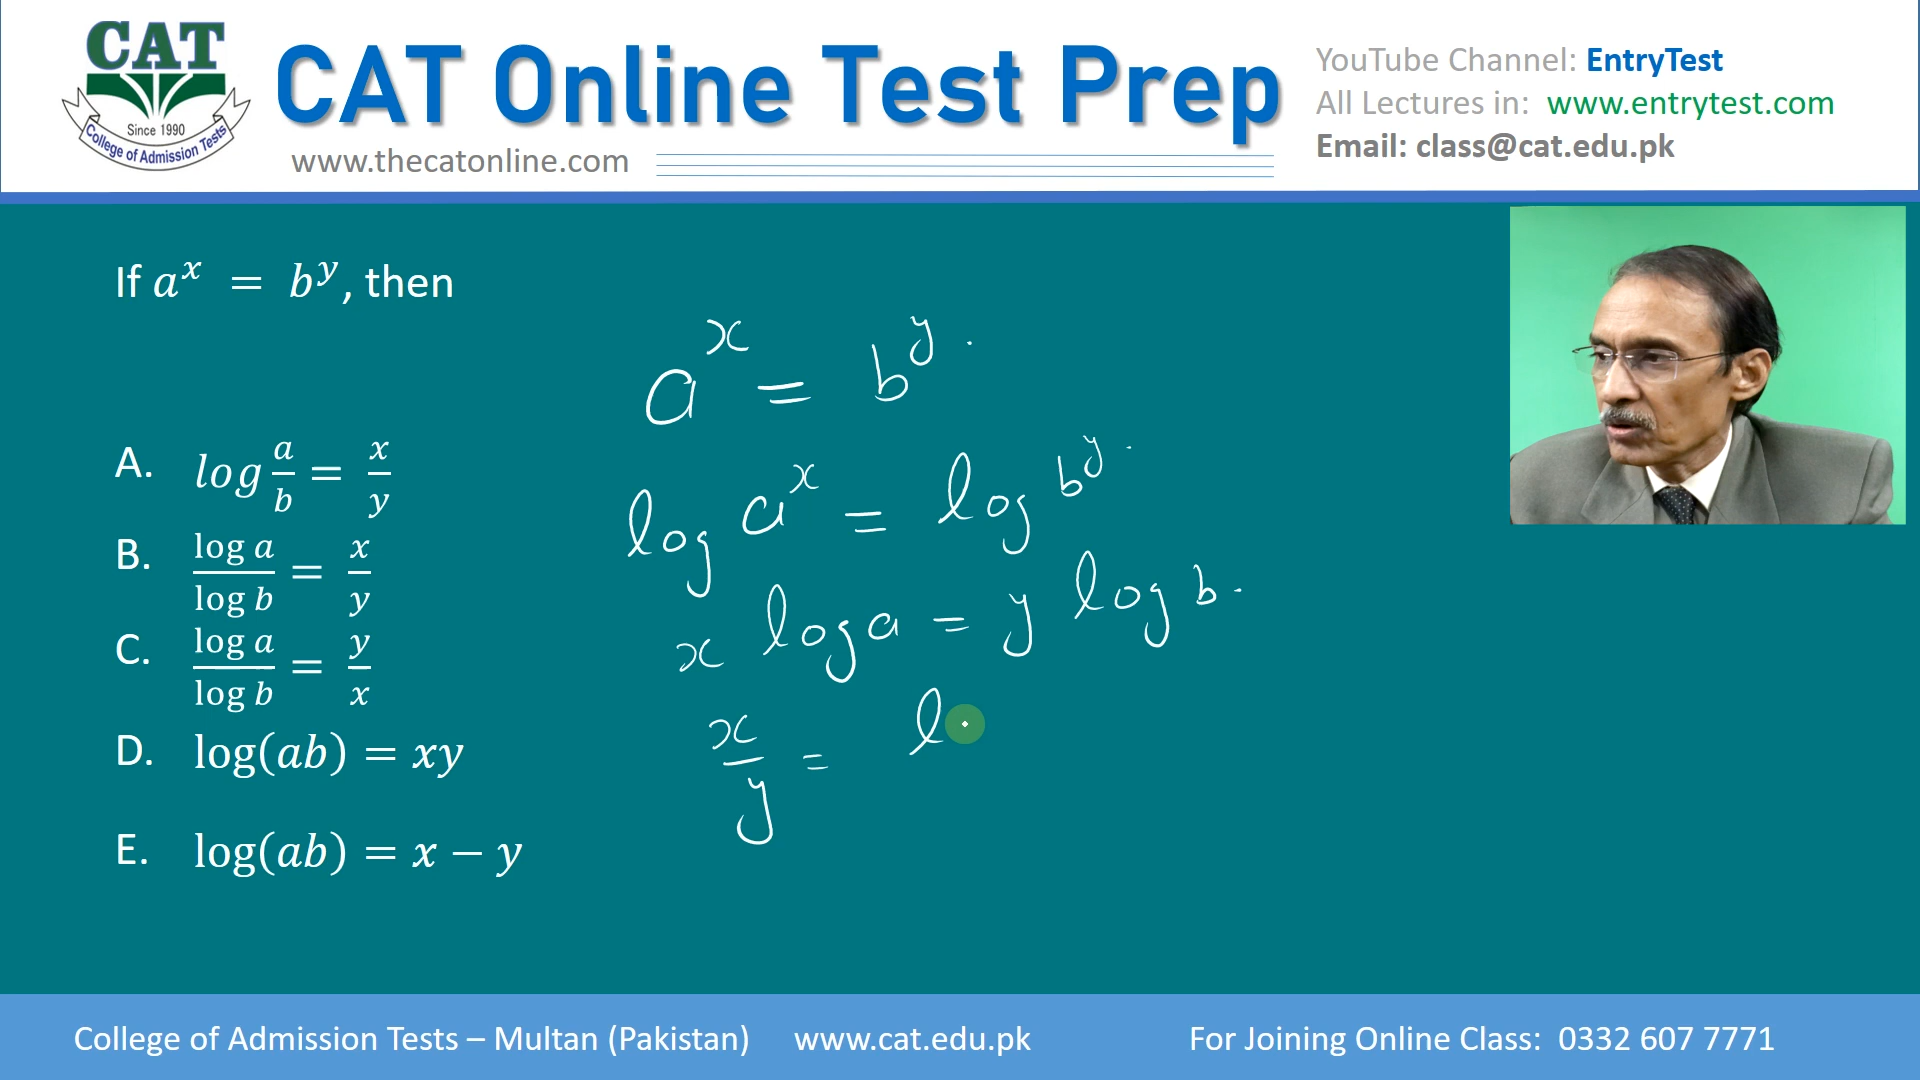 CAT
Since 1990
College of Admission Tests
CAT Online Test Prep
www.thecatonline.com
YouTube Channel: EntryTest
All Lectures in: www.entrytest.com
Email: class@cat.edu.pk
If a^x = b^y, then
A. log a/b = x/y
B. log a/log b = x/y
C. log a/log b = y/x
D. log(ab) = xy
E. log(ab) = x − y
a^x = b^y.
log a^x = log b^y.
x log a = y log b.
x/y = l
College of Admission Tests – Multan (Pakistan) www.cat.edu.pk For Joining Online Class: 0332 607 7771